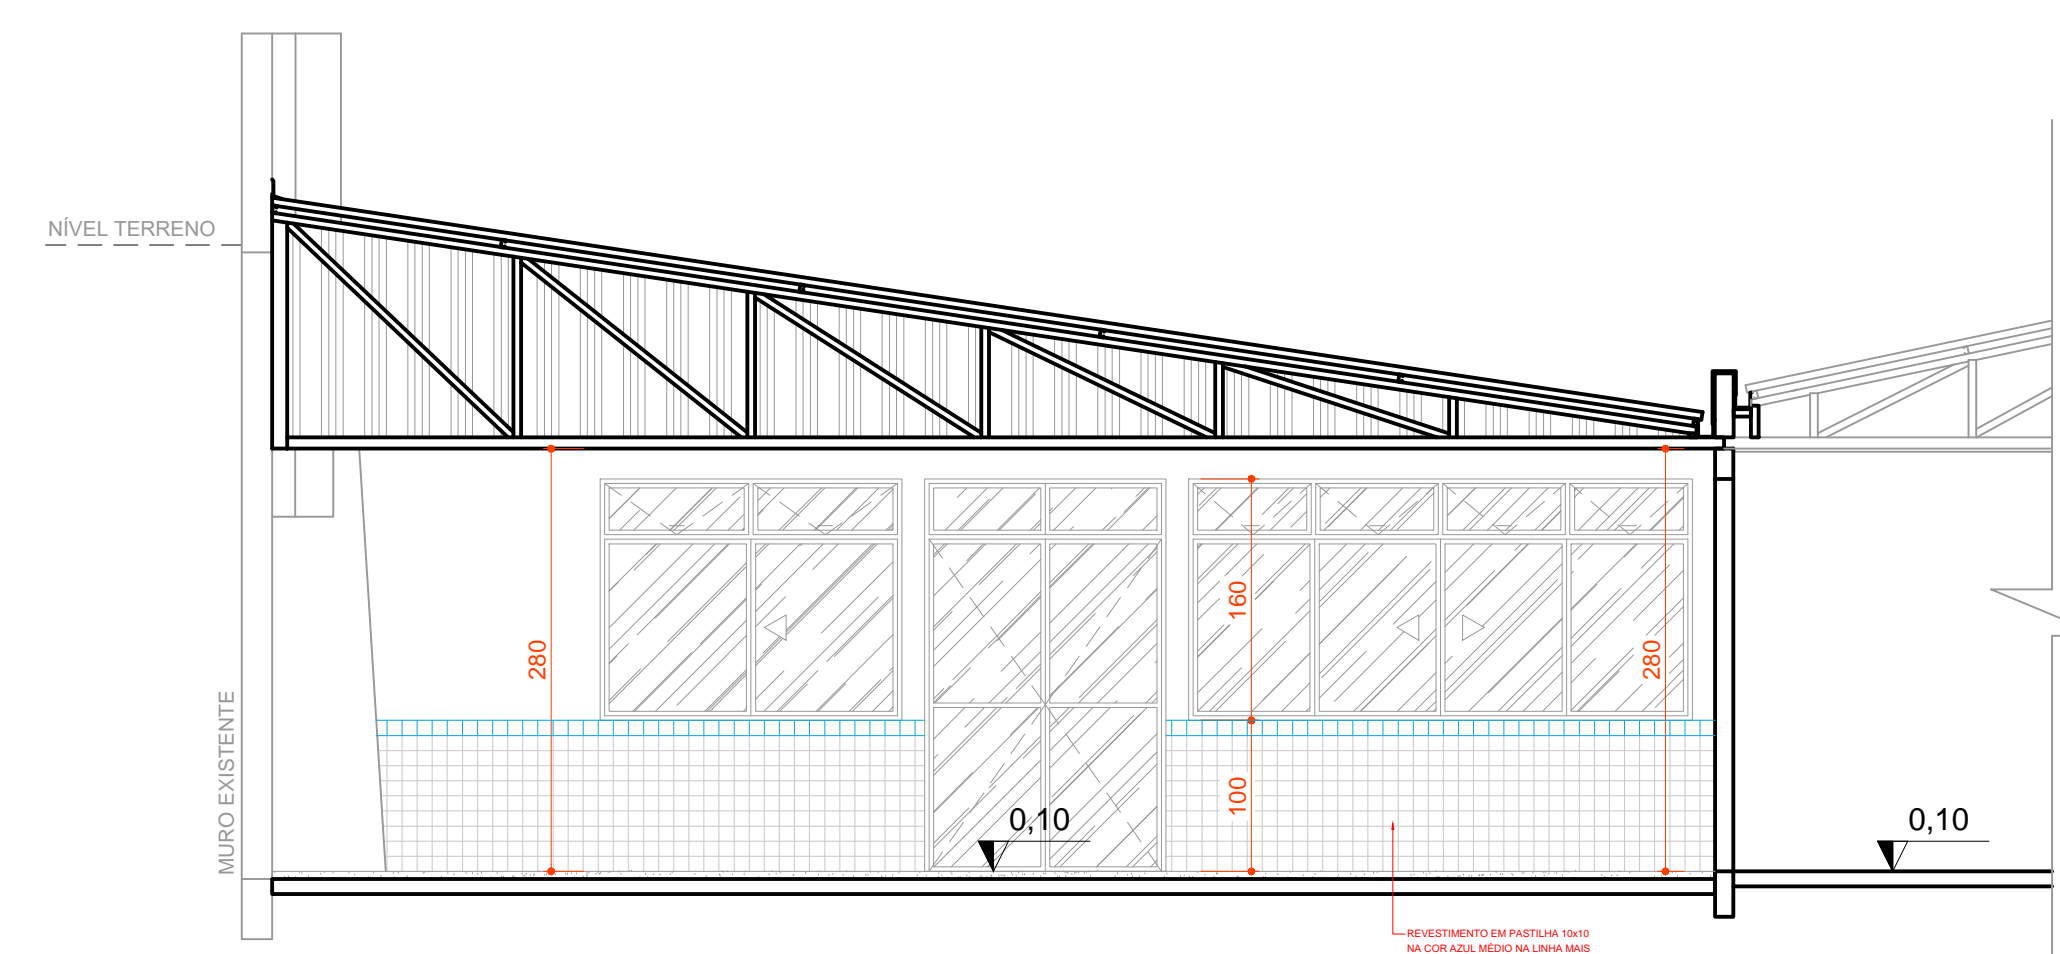 NÍVEL TERRENO
160
280
280
MURO EXISTENTE
100
0,10
0,10
REVESTIMENTO EM PASTILHA 10x10
NA COR AZUL MÉDIO NA LINHA MAIS